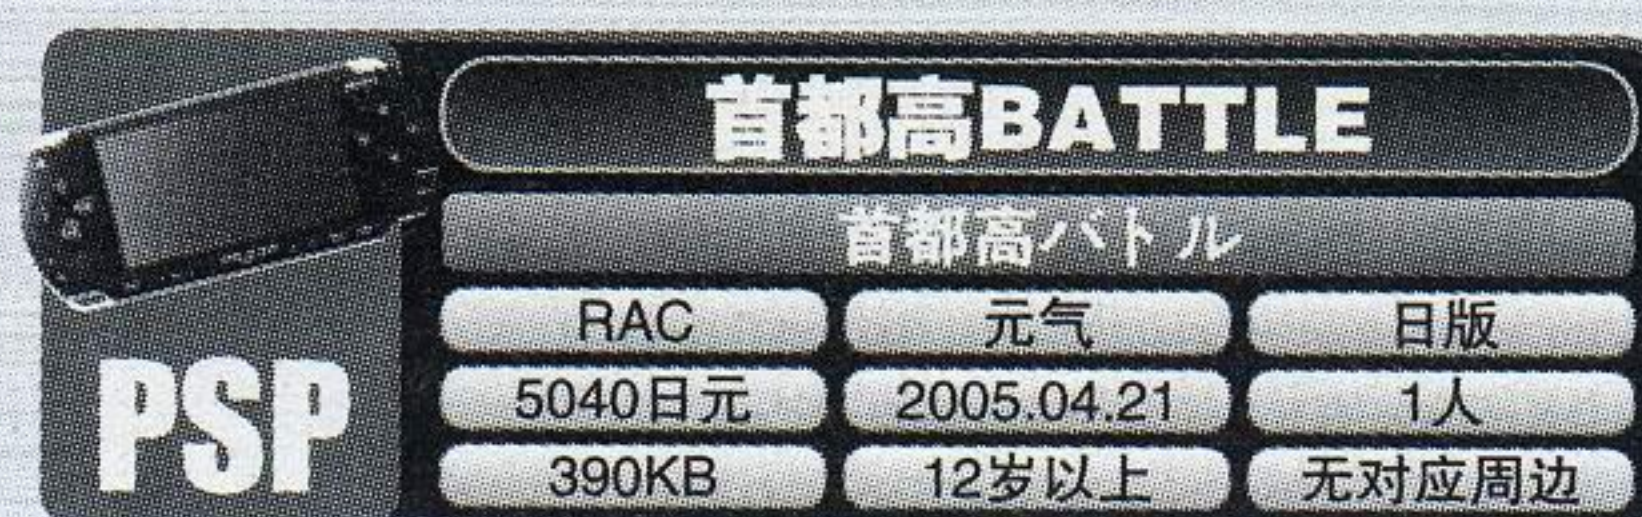 首都高BATTLE
首都高バトル
RAC 元气 日版
5040日元 2005.04.21 1人
390KB 12岁以上 无对应周边
PSP